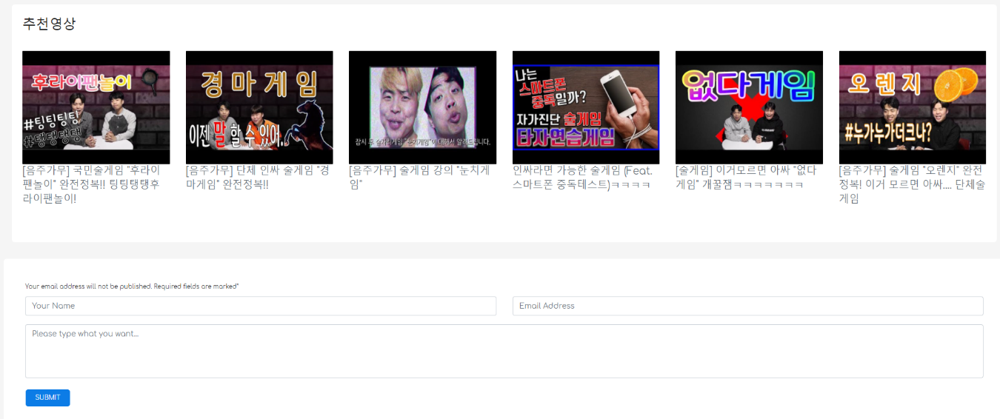 추천영상
후라이팬놀이
#팅팅팅팅
#탱탱탱탱
경마게임
이젠 말 할 수 있어..
잠시 후 술자리게임 "눈치게임"에 대해서 알려드립니다.
나는
스마트폰
중독일까?
자가진단 술게임
타자연습게임
없다게임
오렌지
#누가누가더크나?
[음주가무] 국민술게임 "후라이
팬놀이" 완전정복!! 팅팅탱탱후
라이팬놀이!
[음주가무] 단체 인싸 술게임 "경
마게임" 완전정복!!
[음주가무] 술게임 강의 "눈치게
임"
인싸라면 가능한 술게임 (Feat.
스마트폰 중독테스트)ㅋㅋㅋㅋ
[술게임] 이거모르면 아싸 "없다
게임" 개꿀잼ㅋㅋㅋㅋㅋㅋㅋ
[음주가무] 술게임 "오렌지" 완전
정복! 이거 모르면 아싸.... 단체술
게임
Your email address will not be published. Required fields are marked*
Your Name
Email Address
Please type what you want...
SUBMIT